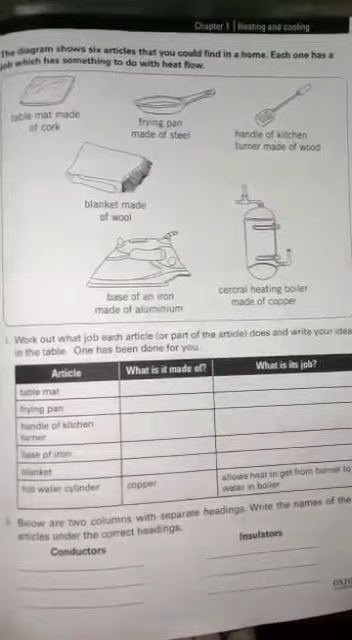 Chapter 1 | Heating and cooling
The diagram shows six articles that you could find in a home. Each one has a
job which has something to do with heat flow.
table mat made
of cork
frying pan
made of steel
handle of kitchen
turner made of wood
blanket made
of wool
base of an iron
made of aluminium
central heating boiler
made of copper
Work out what job each article (or part of the article) does and write your idea
in the table. One has been done for you.
Article What is it made of? What is its job?
table mat
frying pan
handle of kitchen
turner
base of iron
blanket
hot water cylinder copper allows heat to get from burner to
water in boiler
Below are two columns with separate headings. Write the names of the
articles under the correct headings.
Conductors Insulators